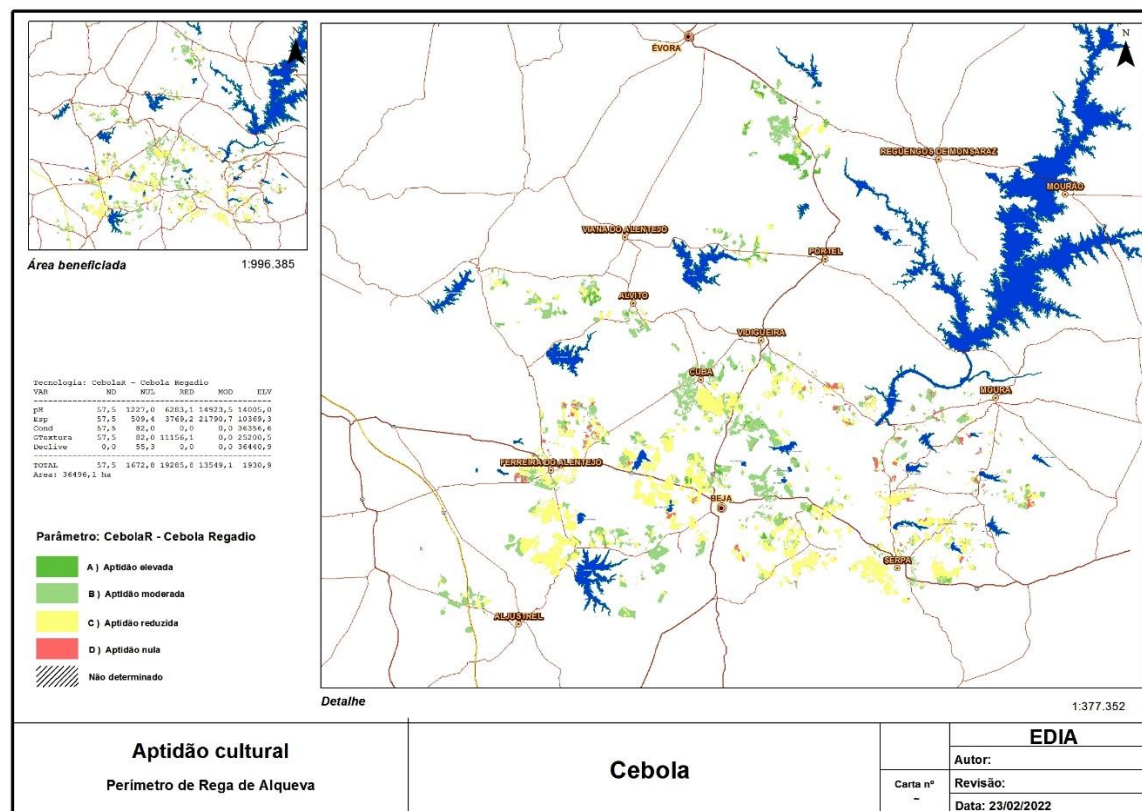 N
Área beneficiada 1:996.385
Tecnologia: CebolaR - Cebola Regadio
VAR ND NUL RED MOD ELV
pH 57,5 1227,0 6283,1 14923,5 14005,0
Esp 57,5 509,4 3769,2 21790,7 10369,3
Cond 57,5 82,0 0,0 0,0 36356,6
GTextura 57,5 82,0 11156,1 0,0 25200,5
Declive 0,0 55,3 0,0 0,0 36440,9
TOTAL 57,5 1672,8 19285,8 13549,1 1930,9
Area: 36496,1 ha
Parâmetro: CebolaR - Cebola Regadio
A ) Aptidão elevada
B ) Aptidão moderada
C ) Aptidão reduzida
D ) Aptidão nula
Não determinado
N
ÉVORA
REGUENGOS DE MONSARAZ
MOURÃO
VIANA DO ALENTEJO
PORTEL
ALVITO
VIDIGUEIRA
CUBA
MOURA
FERREIRA DO ALENTEJO
BEJA
SERPA
ALJUSTREL
Detalhe 1:377.352
Aptidão cultural
Perímetro de Rega de Alqueva
Cebola
Carta nº
~
EDIA
Autor:
Revisão:
Data: 23/02/2022